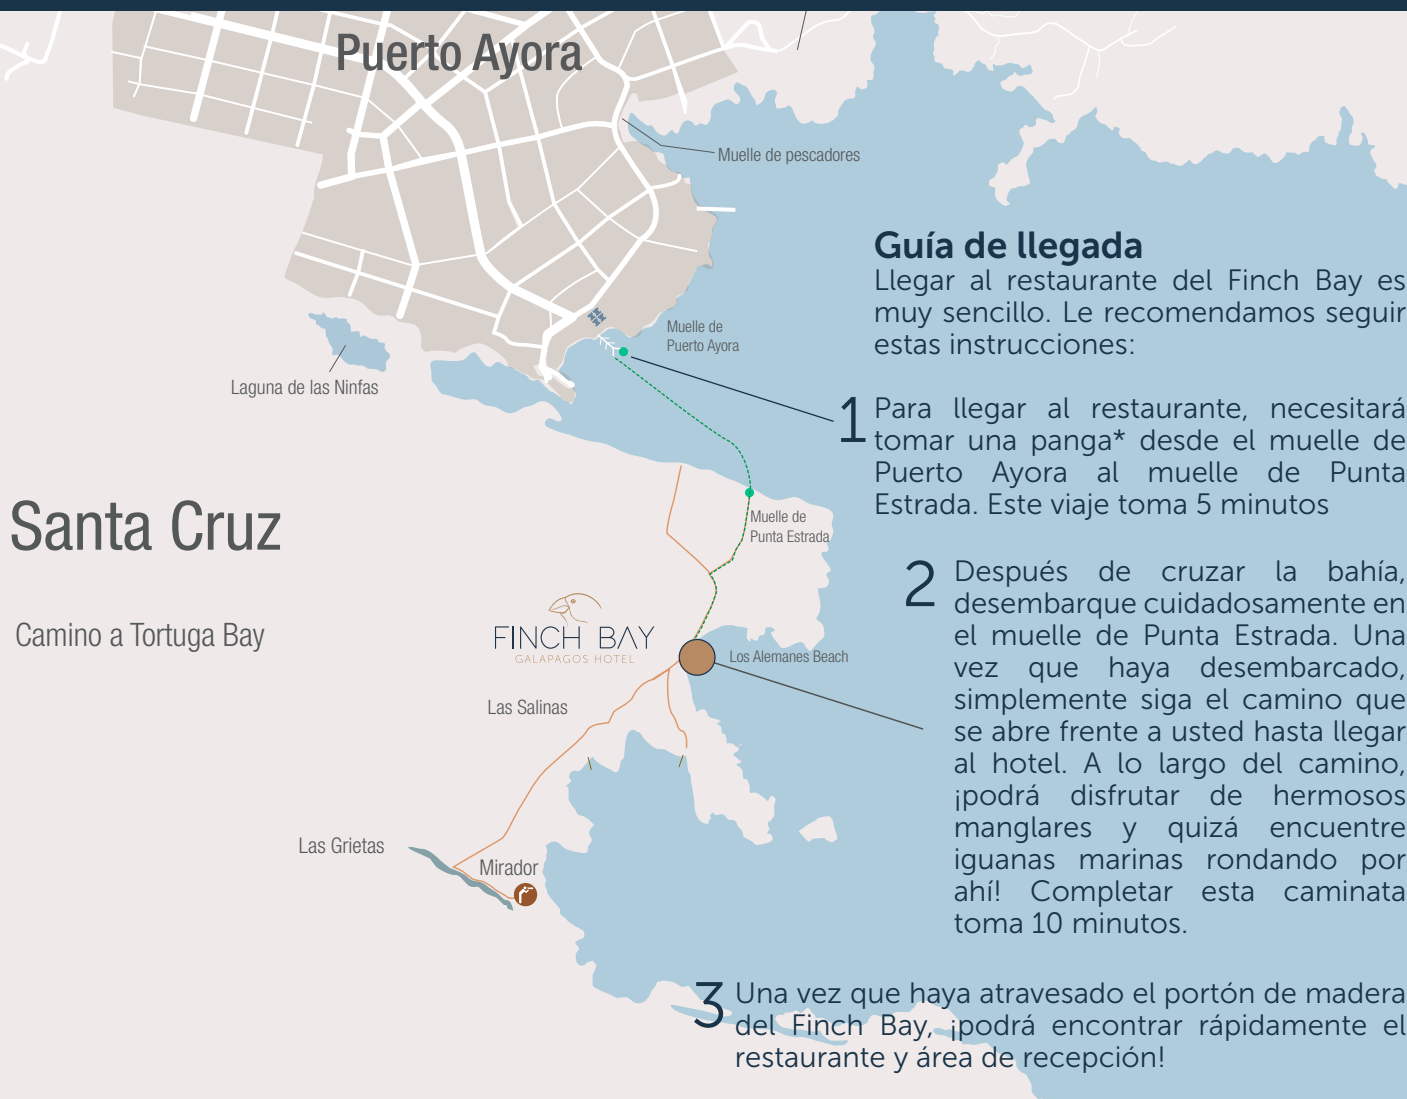 Puerto Ayora
Muelle de pescadores
Guía de llegada
Llegar al restaurante del Finch Bay es
muy sencillo. Le recomendamos seguir
estas instrucciones:
Muelle de
Puerto Ayora
Laguna de las Ninfas
1 Para llegar al restaurante, necesitará
tomar una panga* desde el muelle de
Puerto Ayora al muelle de Punta
Estrada. Este viaje toma 5 minutos
Santa Cruz
Muelle de
Punta Estrada
Camino a Tortuga Bay
FINCH BAY
GALAPAGOS HOTEL
Los Alemanes Beach
Las Salinas
2 Después de cruzar la bahía,
desembarque cuidadosamente en
el muelle de Punta Estrada. Una
vez que haya desembarcado,
simplemente siga el camino que
se abre frente a usted hasta llegar
al hotel. A lo largo del camino,
¡podrá disfrutar de hermosos
manglares y quizá encuentre
iguanas marinas rondando por
ahí! Completar esta caminata
toma 10 minutos.
Las Grietas
Mirador
3 Una vez que haya atravesado el portón de madera
del Finch Bay, ¡podrá encontrar rápidamente el
restaurante y área de recepción!